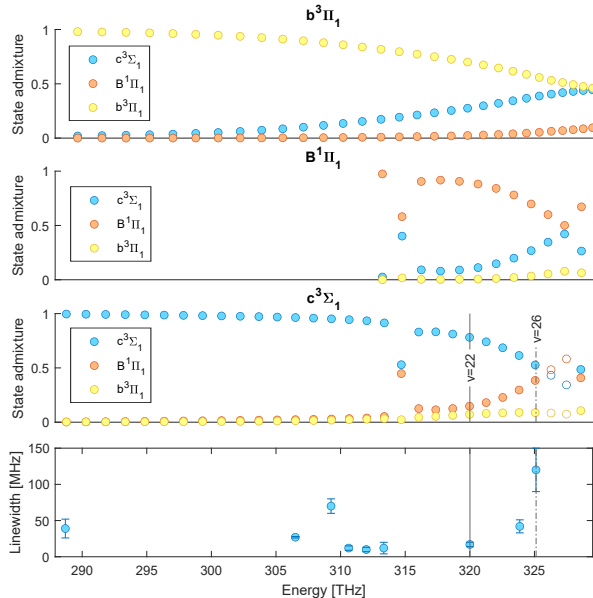 b³Π₁
State admixture
1
0.5
0
c³Σ₁
B¹Π₁
b³Π₁
B¹Π₁
State admixture
1
0.5
0
c³Σ₁
B¹Π₁
b³Π₁
c³Σ₁
State admixture
1
0.5
0
c³Σ₁
B¹Π₁
b³Π₁
v=22
v=26
Linewidth [MHz]
150
100
50
0
290 295 300 305 310 315 320 325
Energy [THz]